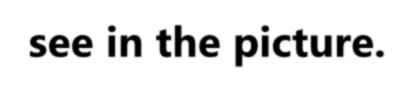 see in the picture.